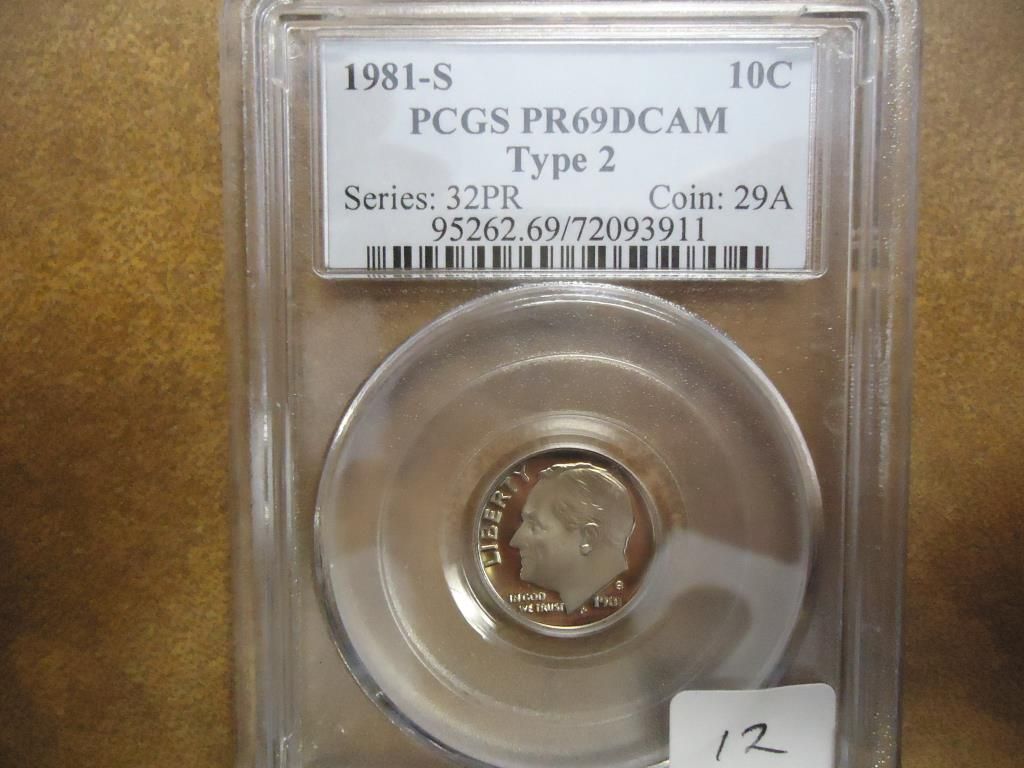 1981-S 10C
PCGS PR69DCAM
Type 2
Series: 32PR Coin: 29A
95262.69/72093911
LIBERTY
IN GOD
WE TRUST
S
1981
12